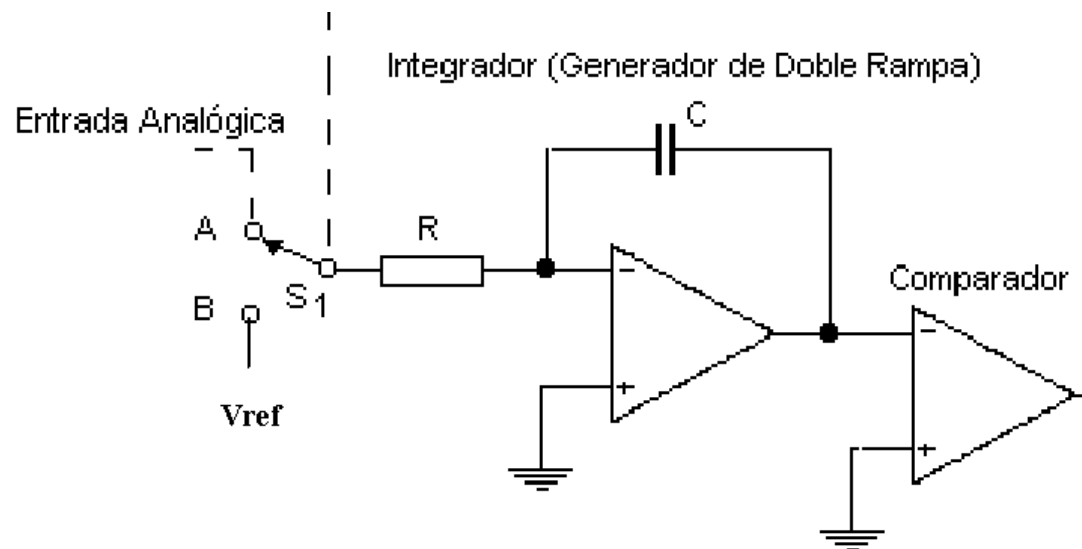 Integrador (Generador de Doble Rampa)
Entrada Analógica
C
A
R
S1
B
Comparador
Vref
-
+
-
+